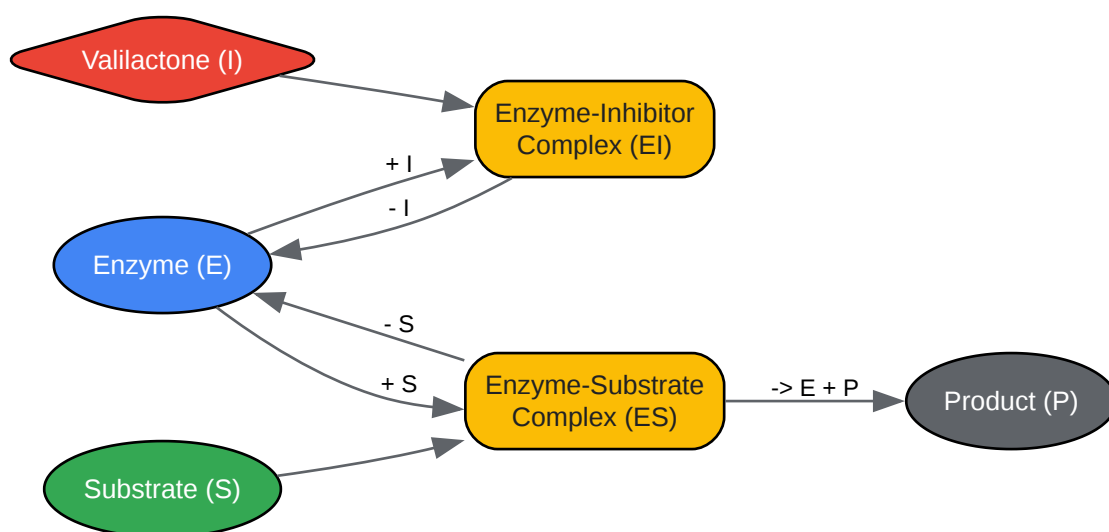 Valilactone (I)
Enzyme-Inhibitor
Complex (EI)
+ I
- I
Enzyme (E)
- S
+ S
Enzyme-Substrate
Complex (ES)
-> E + P
Product (P)
Substrate (S)